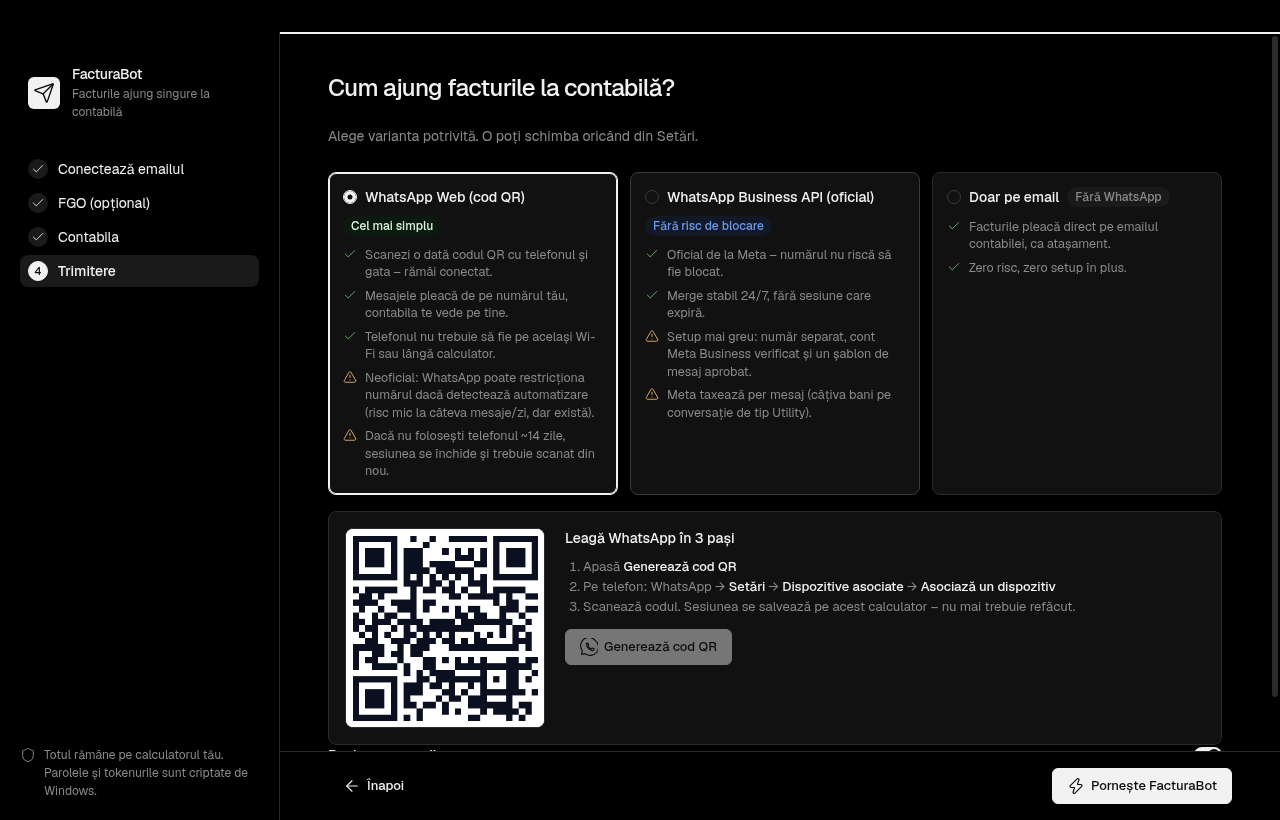 FacturaBot
Facturile ajung singure la
contabilă
Conectează emailul
FGO (opțional)
Contabila
4 Trimitere
Totul rămâne pe calculatorul tău.
Parolele și tokenurile sunt criptate de
Windows.
Cum ajung facturile la contabilă?
Alege varianta potrivită. O poți schimba oricând din Setări.
WhatsApp Web (cod QR)
Cel mai simplu
Scanezi o dată codul QR cu telefonul și
gata – rămâi conectat.
Mesajele pleacă de pe numărul tău,
contabila te vede pe tine.
Telefonul nu trebuie să fie pe același Wi-
Fi sau lângă calculator.
Neoficial: WhatsApp poate restricționa
numărul dacă detectează automatizare
(risc mic la câteva mesaje/zi, dar există).
Dacă nu folosești telefonul ~14 zile,
sesiunea se închide și trebuie scanat din
nou.
WhatsApp Business API (oficial)
Fără risc de blocare
Oficial de la Meta – numărul nu riscă să
fie blocat.
Merge stabil 24/7, fără sesiune care
expiră.
Setup mai greu: număr separat, cont
Meta Business verificat și un șablon de
mesaj aprobat.
Meta taxează per mesaj (câțiva bani pe
conversație de tip Utility).
Doar pe email Fără WhatsApp
Facturile pleacă direct pe emailul
contabilei, ca atașament.
Zero risc, zero setup în plus.
Leagă WhatsApp în 3 pași
1. Apasă Generează cod QR
2. Pe telefon: WhatsApp → Setări → Dispozitive asociate → Asociază un dispozitiv
3. Scanează codul. Sesiunea se salvează pe acest calculator – nu mai trebuie refăcut.
Generează cod QR
Înapoi
Pornește FacturaBot